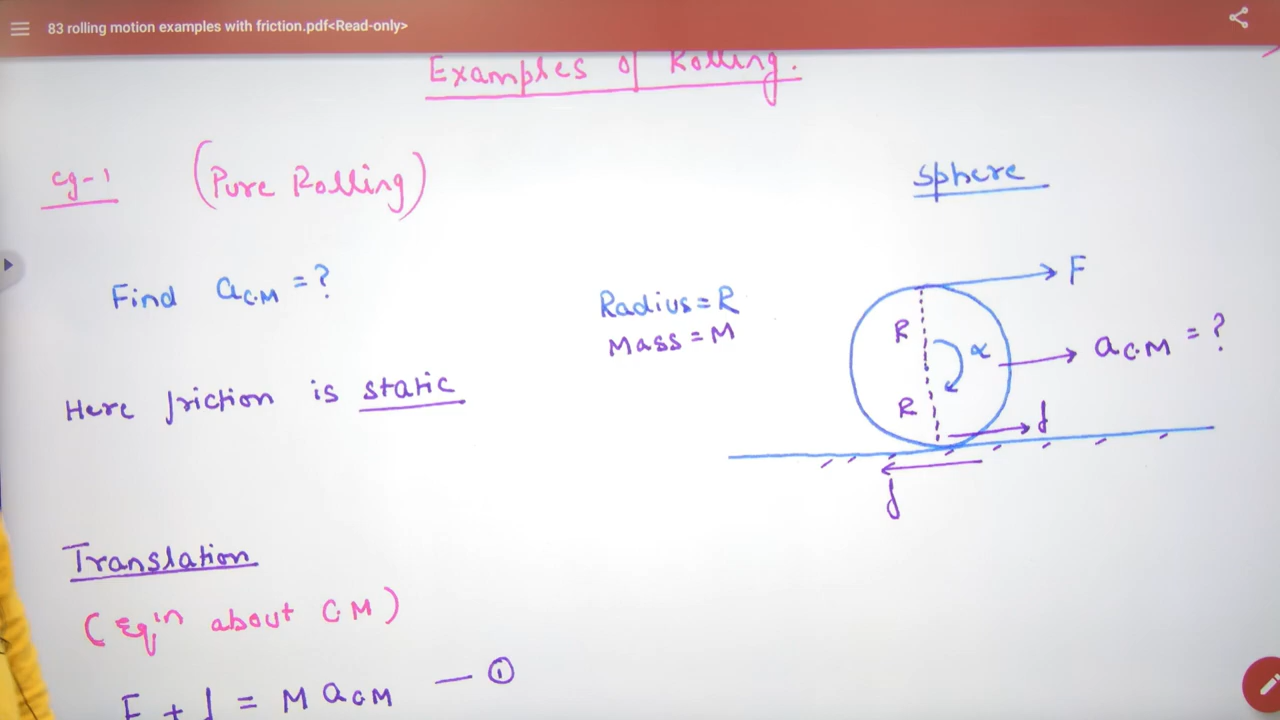 83 rolling motion examples with friction.pdf<Read-only>
Examples of Rolling.
eg-1 (Pure Rolling)
Sphere
Find aC.M = ?
Radius = R
Mass = M
F
R
α
aC.M = ?
R
f
f
Here friction is static
Translation
(Eqn about C.M)
F + f = M aCM — ①